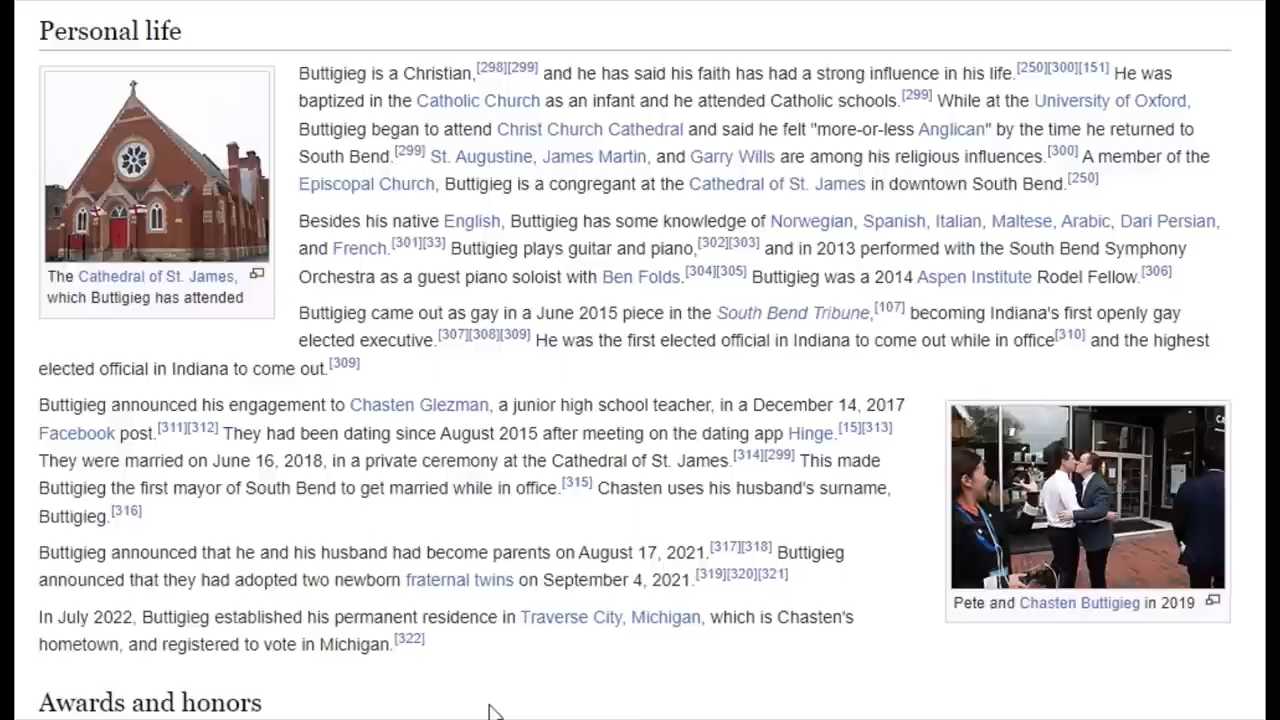 Personal life
Buttigieg is a Christian,[298][299] and he has said his faith has had a strong influence in his life.[250][300][151] He was
baptized in the Catholic Church as an infant and he attended Catholic schools.[299] While at the University of Oxford,
Buttigieg began to attend Christ Church Cathedral and said he felt "more-or-less Anglican" by the time he returned to
South Bend.[299] St. Augustine, James Martin, and Garry Wills are among his religious influences.[300] A member of the
Episcopal Church, Buttigieg is a congregant at the Cathedral of St. James in downtown South Bend.[250]
The Cathedral of St. James,
which Buttigieg has attended
Besides his native English, Buttigieg has some knowledge of Norwegian, Spanish, Italian, Maltese, Arabic, Dari Persian,
and French.[301][33] Buttigieg plays guitar and piano,[302][303] and in 2013 performed with the South Bend Symphony
Orchestra as a guest piano soloist with Ben Folds.[304][305] Buttigieg was a 2014 Aspen Institute Rodel Fellow.[306]
Buttigieg came out as gay in a June 2015 piece in the South Bend Tribune,[107] becoming Indiana's first openly gay
elected executive.[307][308][309] He was the first elected official in Indiana to come out while in office[310] and the highest
elected official in Indiana to come out.[309]
Buttigieg announced his engagement to Chasten Glezman, a junior high school teacher, in a December 14, 2017
Facebook post.[311][312] They had been dating since August 2015 after meeting on the dating app Hinge.[15][313]
They were married on June 16, 2018, in a private ceremony at the Cathedral of St. James.[314][299] This made
Buttigieg the first mayor of South Bend to get married while in office.[315] Chasten uses his husband's surname,
Buttigieg.[316]
Buttigieg announced that he and his husband had become parents on August 17, 2021.[317][318] Buttigieg
announced that they had adopted two newborn fraternal twins on September 4, 2021.[319][320][321]
Pete and Chasten Buttigieg in 2019
In July 2022, Buttigieg established his permanent residence in Traverse City, Michigan, which is Chasten's
hometown, and registered to vote in Michigan.[322]
Awards and honors